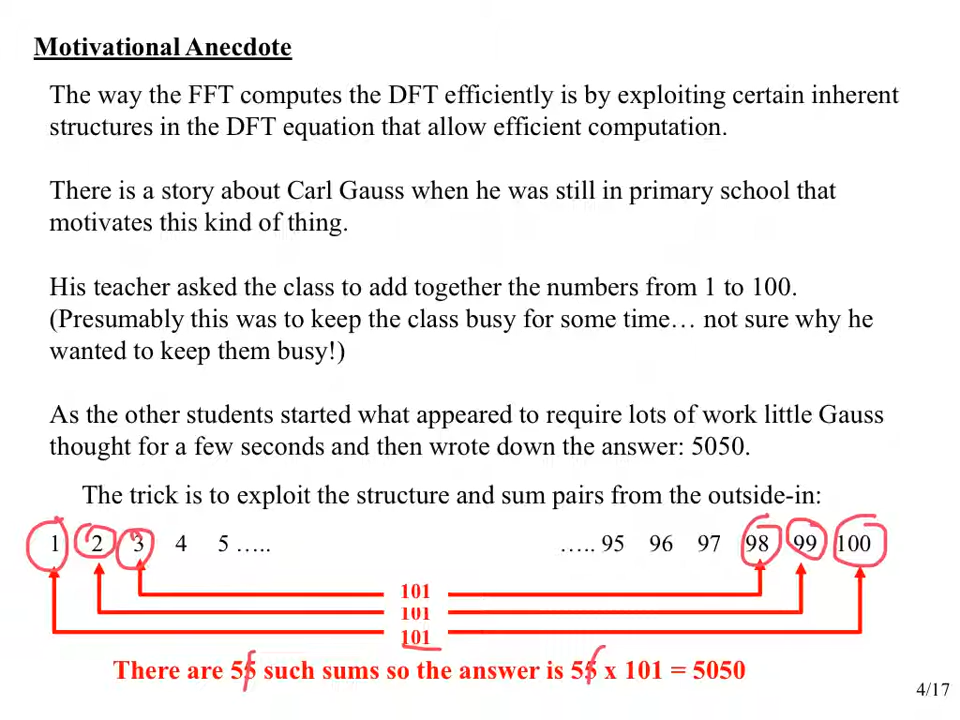 Motivational Anecdote
The way the FFT computes the DFT efficiently is by exploiting certain inherent
structures in the DFT equation that allow efficient computation.
There is a story about Carl Gauss when he was still in primary school that
motivates this kind of thing.
His teacher asked the class to add together the numbers from 1 to 100.
(Presumably this was to keep the class busy for some time… not sure why he
wanted to keep them busy!)
As the other students started what appeared to require lots of work little Gauss
thought for a few seconds and then wrote down the answer: 5050.
The trick is to exploit the structure and sum pairs from the outside-in:
1 2 3 4 5 ….. ….. 95 96 97 98 99 100
101
101
101
There are 55 such sums so the answer is 55 x 101 = 5050
4/17